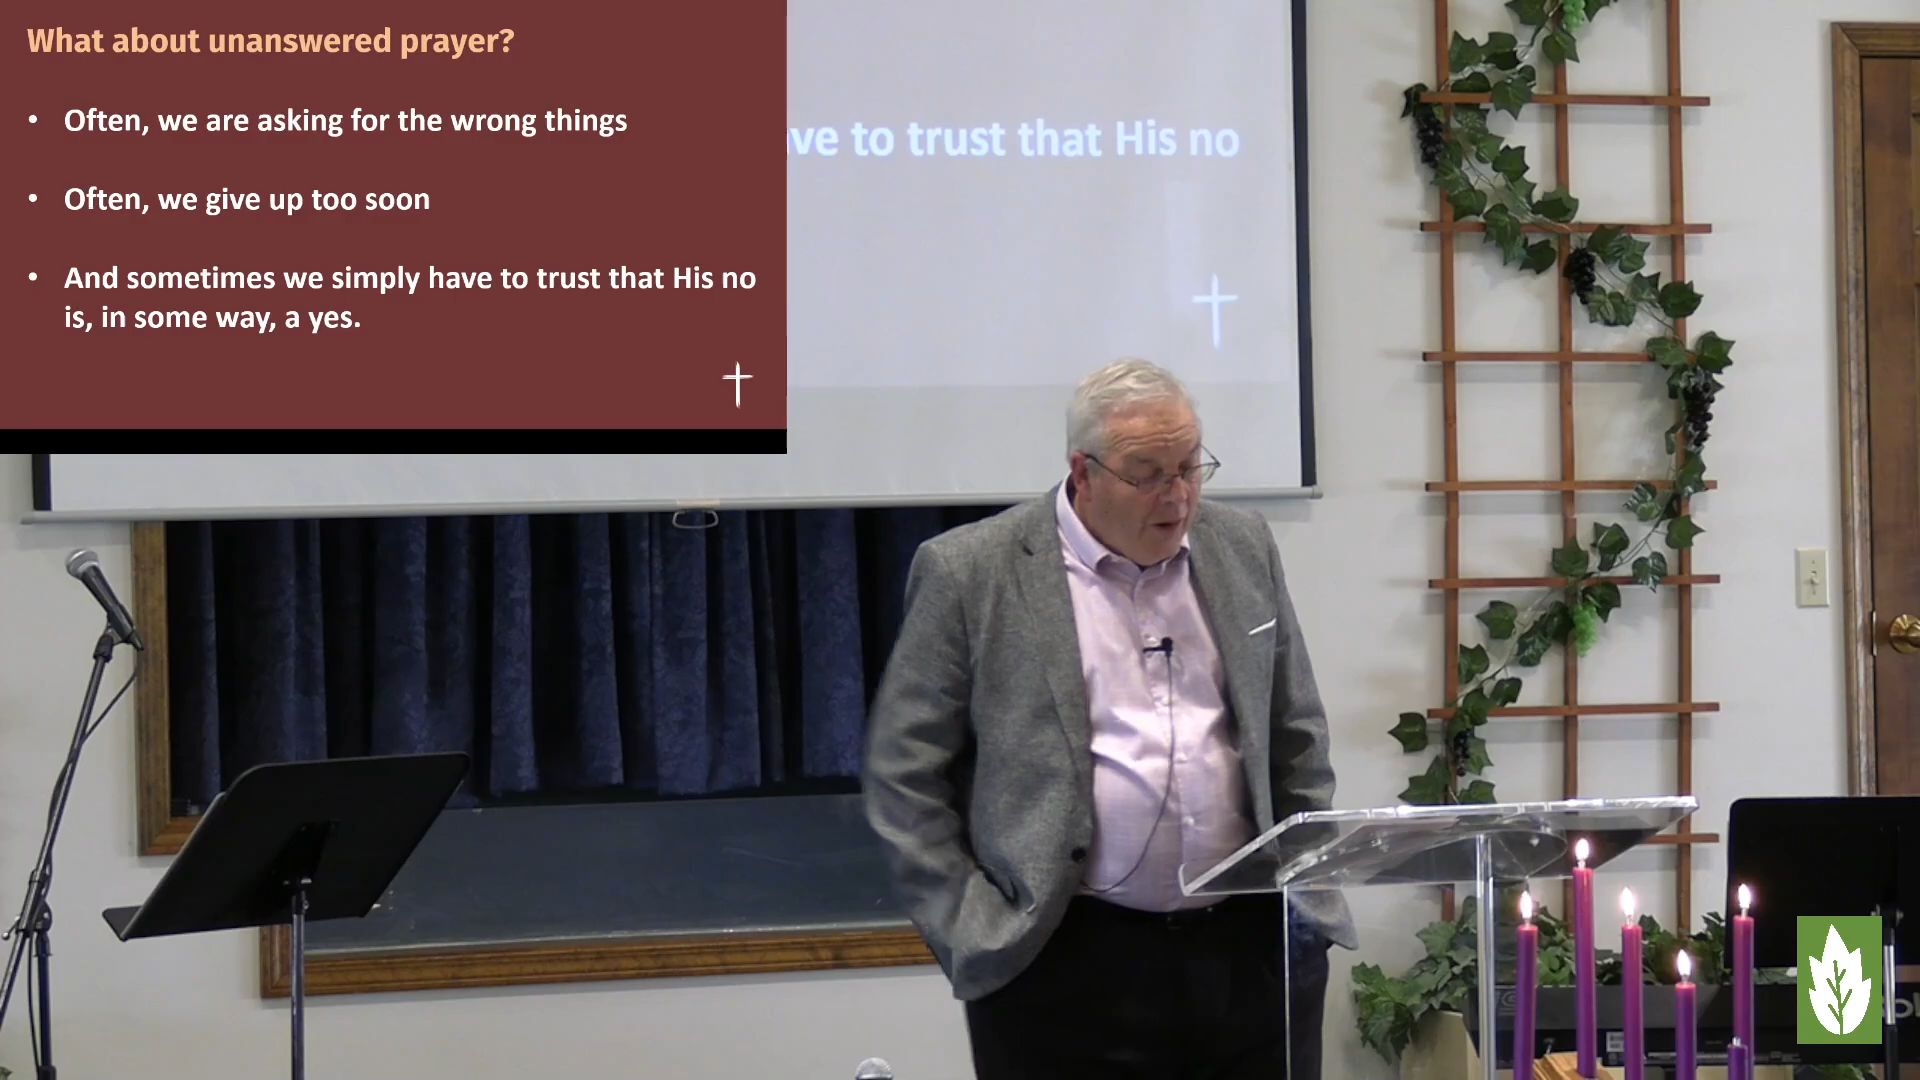 What about unanswered prayer?
• Often, we are asking for the wrong things
• Often, we give up too soon
• And sometimes we simply have to trust that His no
is, in some way, a yes.
ve to trust that His no